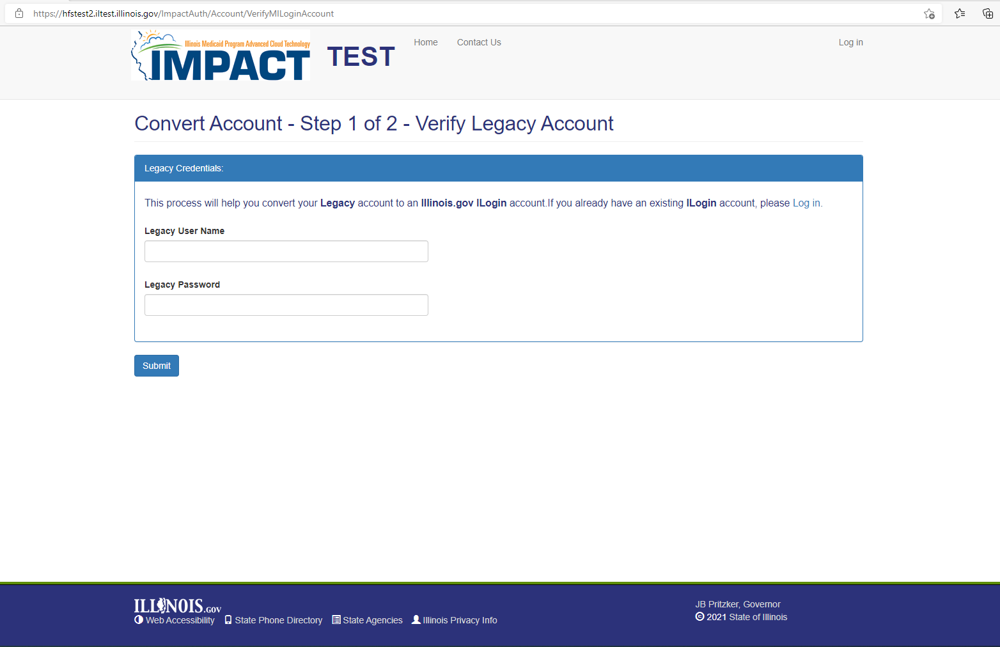 https://hfstest2.iltest.illinois.gov/ImpactAuth/Account/VerifyMILoginAccount
Illinois Medicaid Program Advanced Cloud Technology
IMPACT
TEST
Home
Contact Us
Log in
Convert Account - Step 1 of 2 - Verify Legacy Account
Legacy Credentials:
This process will help you convert your Legacy account to an Illinois.gov ILogin account.If you already have an existing ILogin account, please Log in.
Legacy User Name
Legacy Password
Submit
ILLINOIS.GOV
Web Accessibility State Phone Directory State Agencies Illinois Privacy Info
JB Pritzker, Governor
© 2021 State of Illinois